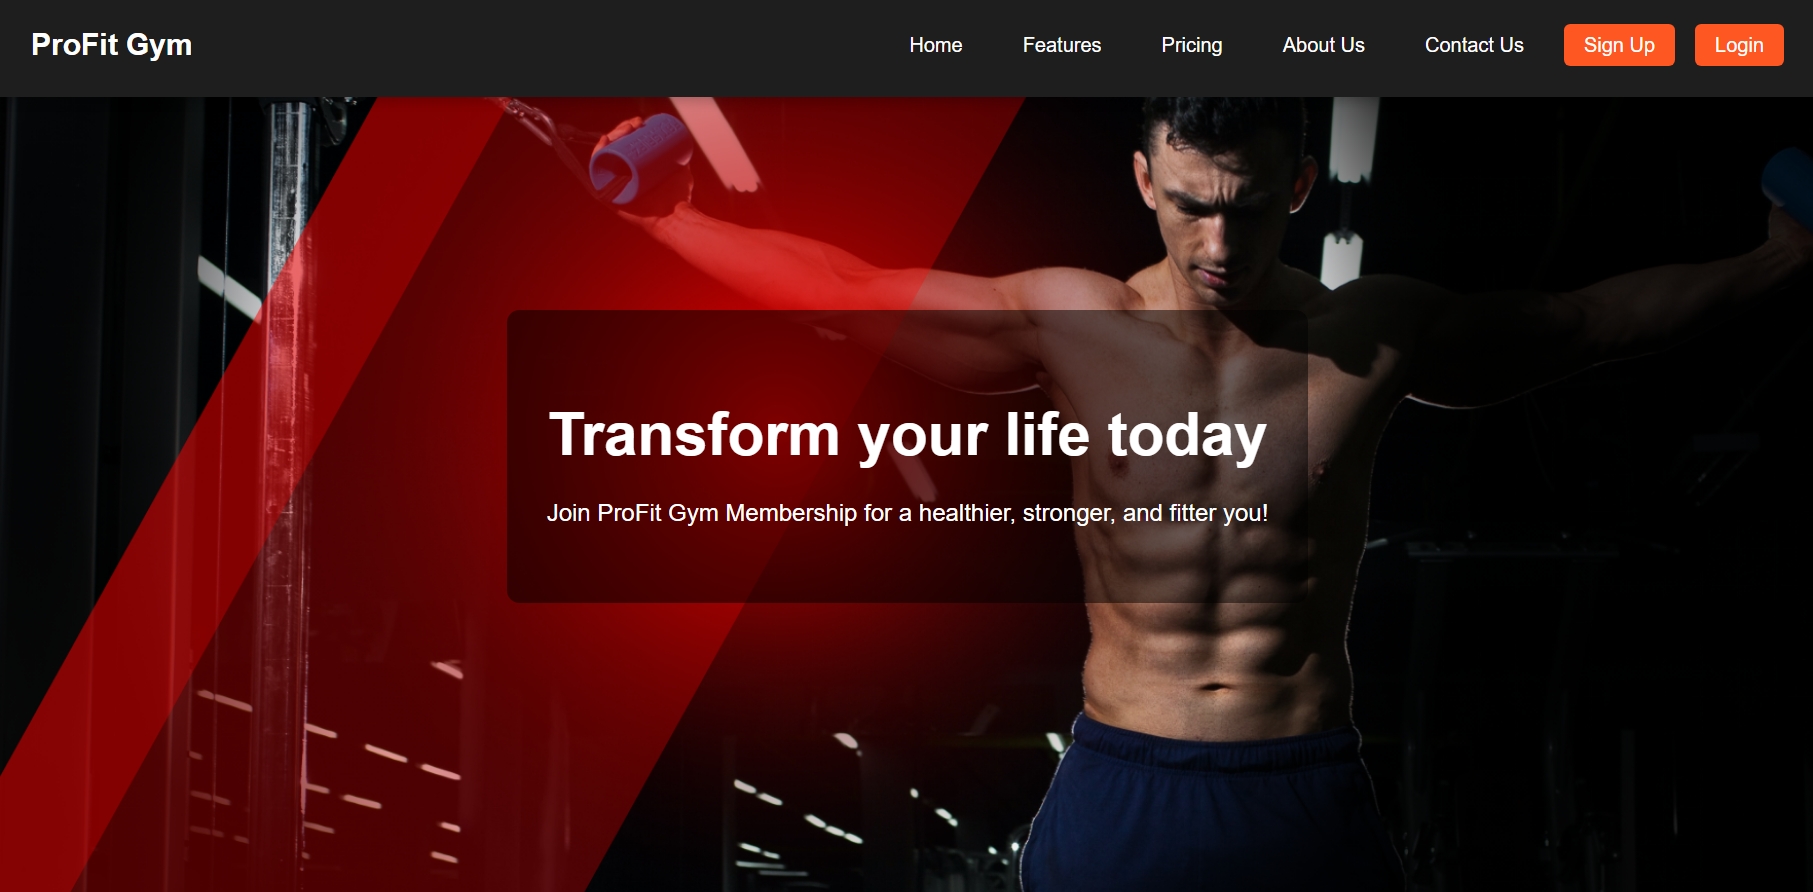 ProFit Gym
Home Features Pricing About Us Contact Us Sign Up Login
Transform your life today
Join ProFit Gym Membership for a healthier, stronger, and fitter you!